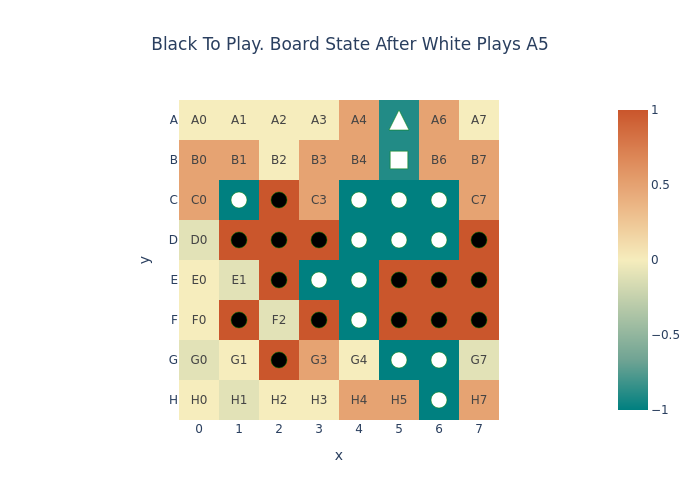 Black To Play. Board State After White Plays A5
A A0 A1 A2 A3 A4 A6 A7
B B0 B1 B2 B3 B4 B6 B7
C C0 C3 C7
D D0
E E0 E1
F F0 F2
G G0 G1 G3 G4 G7
H H0 H1 H2 H3 H4 H5 H7
0 1 2 3 4 5 6 7
x
y
1
0.5
0
−0.5
−1